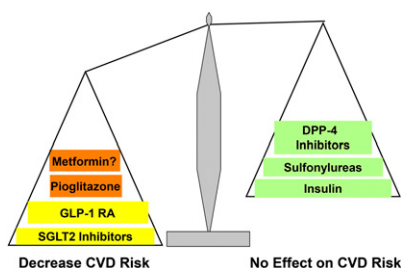 Metformin?
Pioglitazone
GLP-1 RA
SGLT2 Inhibitors
Decrease CVD Risk
DPP-4
Inhibitors
Sulfonylureas
Insulin
No Effect on CVD Risk